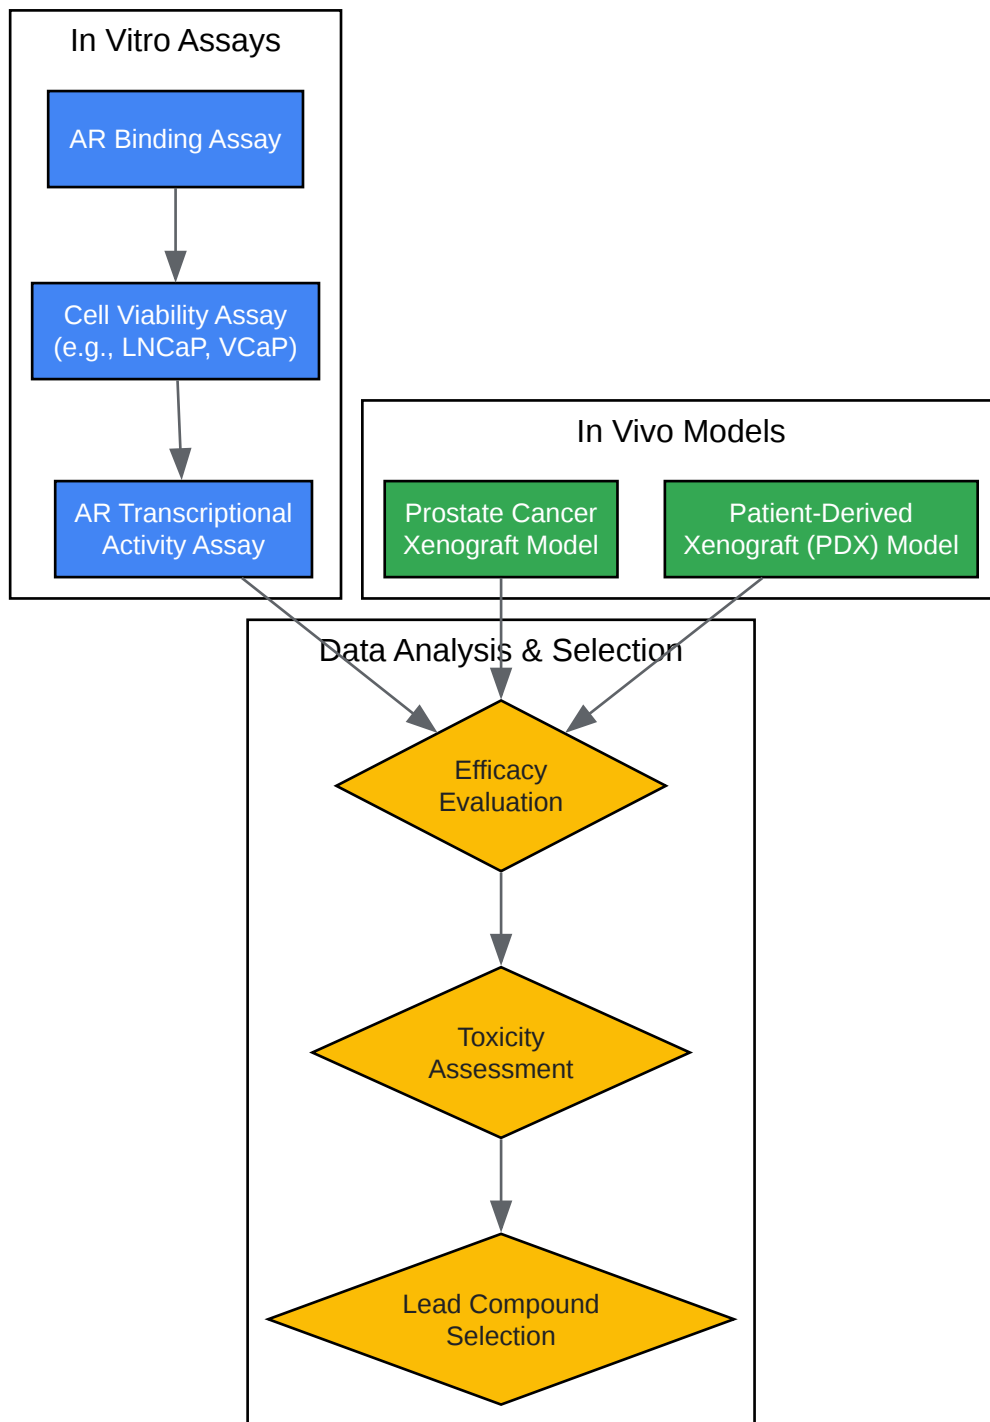 In Vitro Assays
AR Binding Assay
Cell Viability Assay
(e.g., LNCaP, VCaP)
AR Transcriptional
Activity Assay
In Vivo Models
Prostate Cancer
Xenograft Model
Patient-Derived
Xenograft (PDX) Model
Data Analysis & Selection
Efficacy
Evaluation
Toxicity
Assessment
Lead Compound
Selection